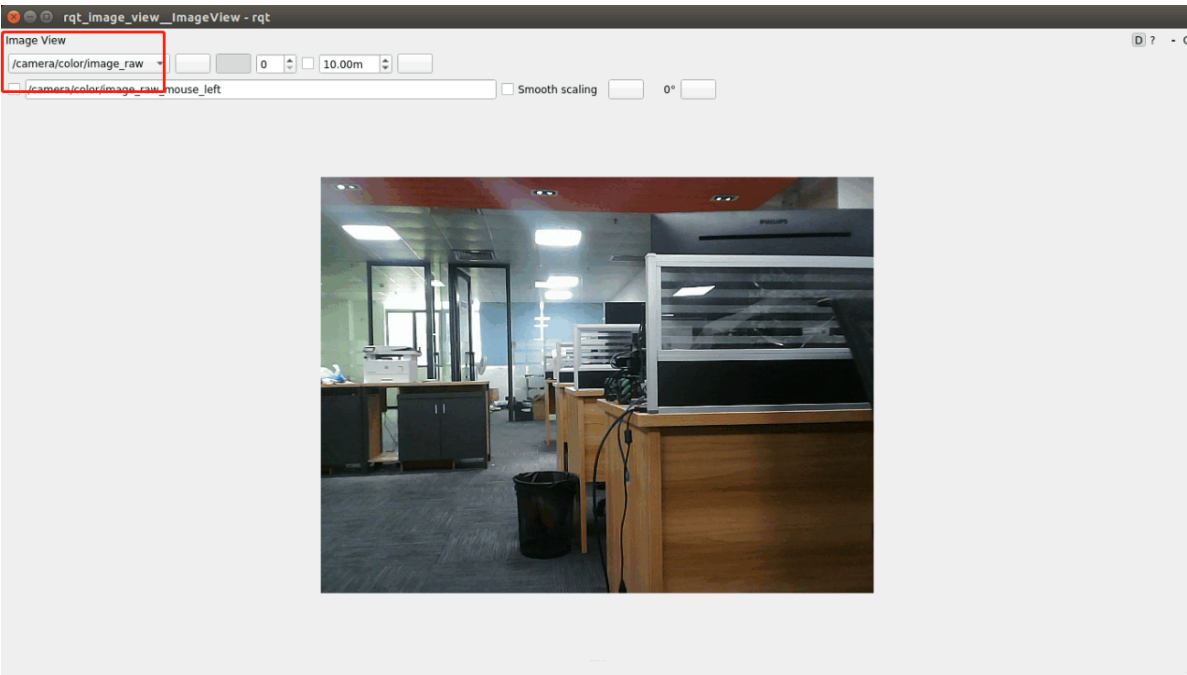 rqt_image_view__ImageView - rqt
Image View
D ? - 
/camera/color/image_raw 0 10.00m
/camera/color/image_raw_mouse_left Smooth scaling 0°
PHILIPS